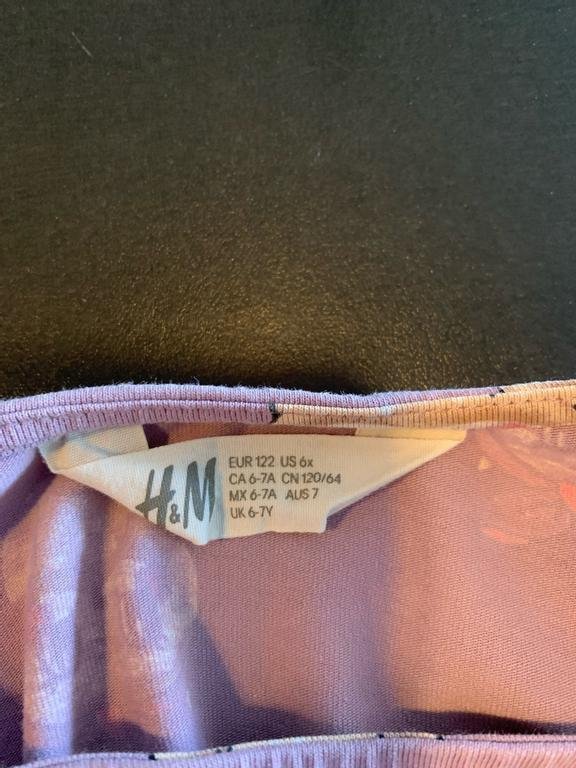 H&M
EUR 122 US 6x
CA 6-7A CN 120/64
MX 6-7A AUS 7
UK 6-7Y